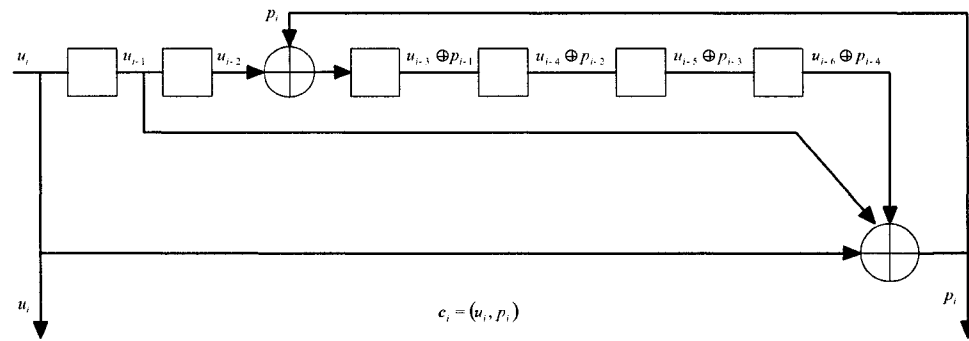 p_i
u_i
u_{i-1}
u_{i-2}
u_{i-3} ⊕ p_{i-1}
u_{i-4} ⊕ p_{i-2}
u_{i-5} ⊕ p_{i-3}
u_{i-6} ⊕ p_{i-4}
u_i
c_i = (u_i, p_i)
p_i